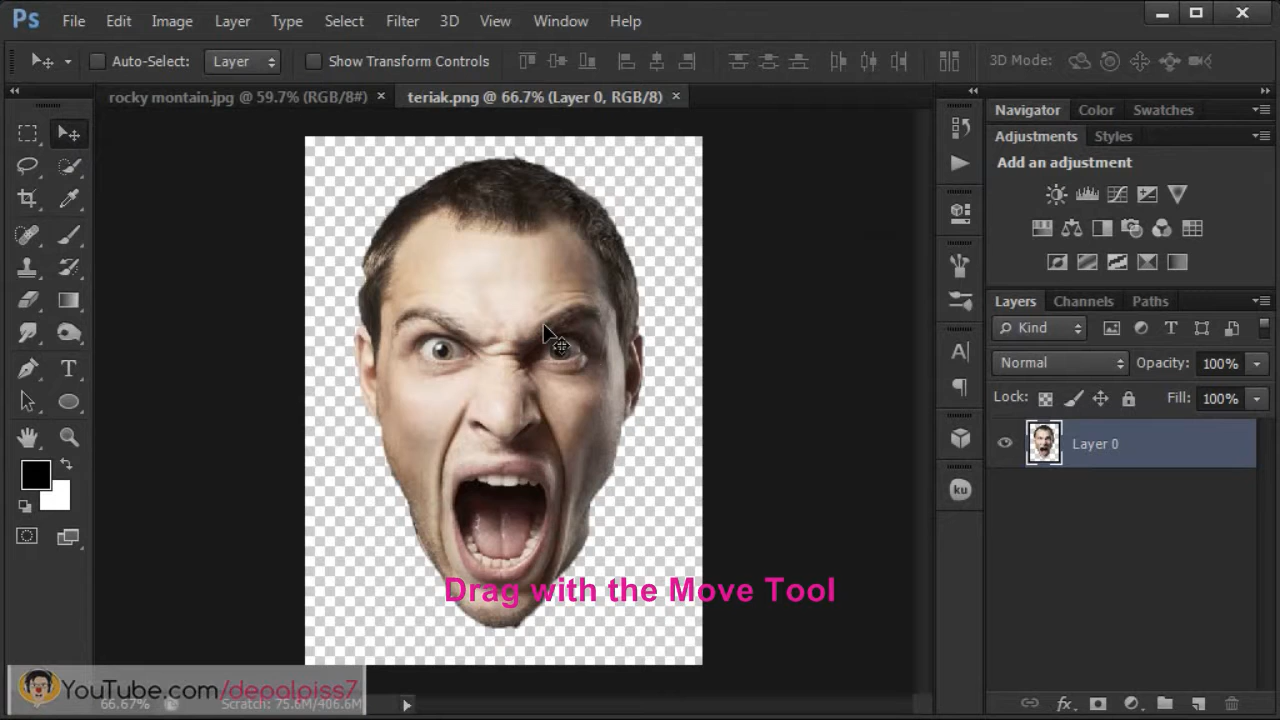 Ps File Edit Image Layer Type Select Filter 3D View Window Help
Auto-Select: Layer Show Transform Controls 3D Mode:
rocky montain.jpg @ 59.7% (RGB/8#) × teriak.png @ 66.7% (Layer 0, RGB/8) ×
Navigator Color Swatches
Adjustments Styles
Add an adjustment
Layers Channels Paths
Kind
Normal Opacity: 100%
Lock: Fill: 100%
Layer 0
ku
Drag with the Move Tool
YouTube.com/depalpiss7
66.67% Scratch: 75.6M/406.6M